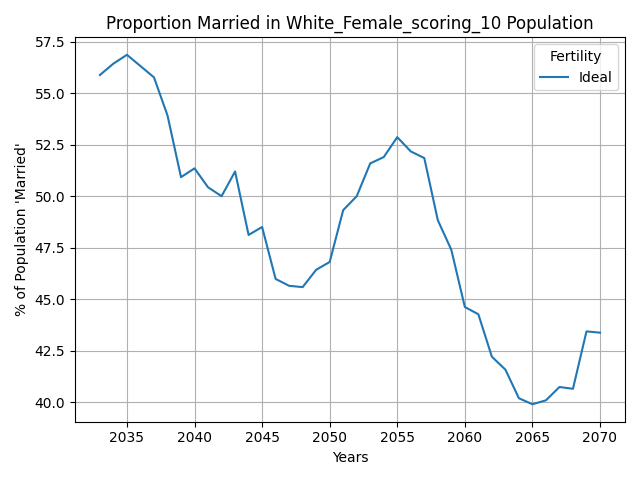 Proportion Married in White_Female_scoring_10 Population
% of Population 'Married'
57.5
55.0
52.5
50.0
47.5
45.0
42.5
40.0
Fertility
Ideal
2035 2040 2045 2050 2055 2060 2065 2070
Years